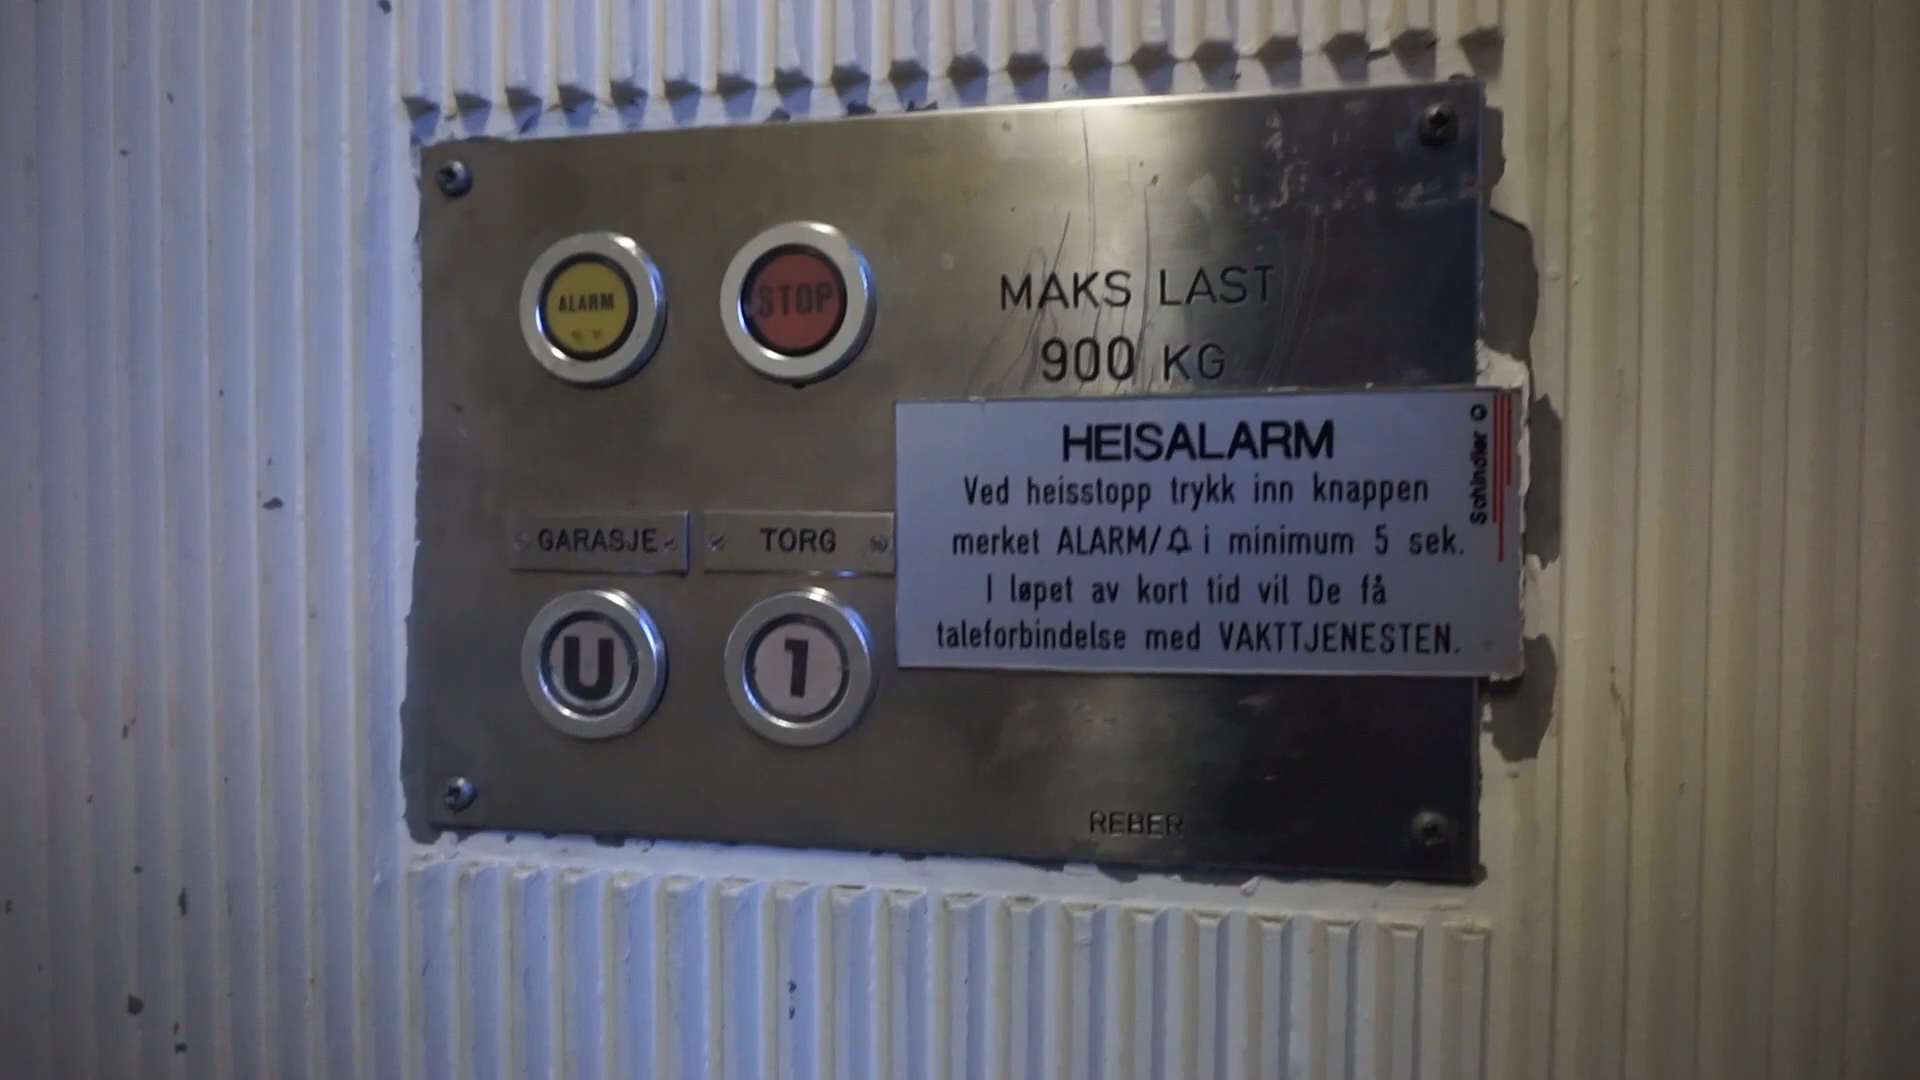 ALARM
STOP
MAKS LAST
900 KG
HEISALARM
Ved heisstopp trykk inn knappen
merket ALARM/🔔 i minimum 5 sek.
I løpet av kort tid vil De få
taleforbindelse med VAKTTJENESTEN.
Schindler
GARASJE
TORG
U
1
REBER